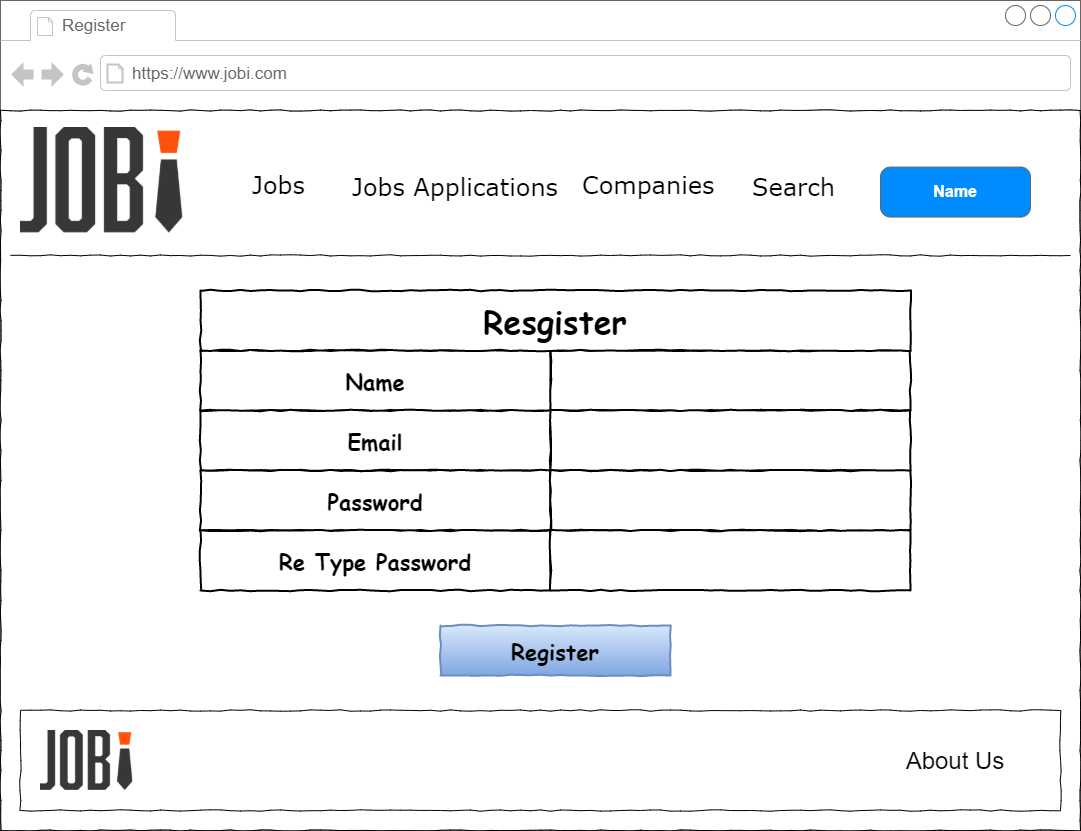 Register
https://www.jobi.com
JOBi
Jobs
Jobs Applications
Companies
Search
Name
Resgister
Name
Email
Password
Re Type Password
Register
JOBi
About Us